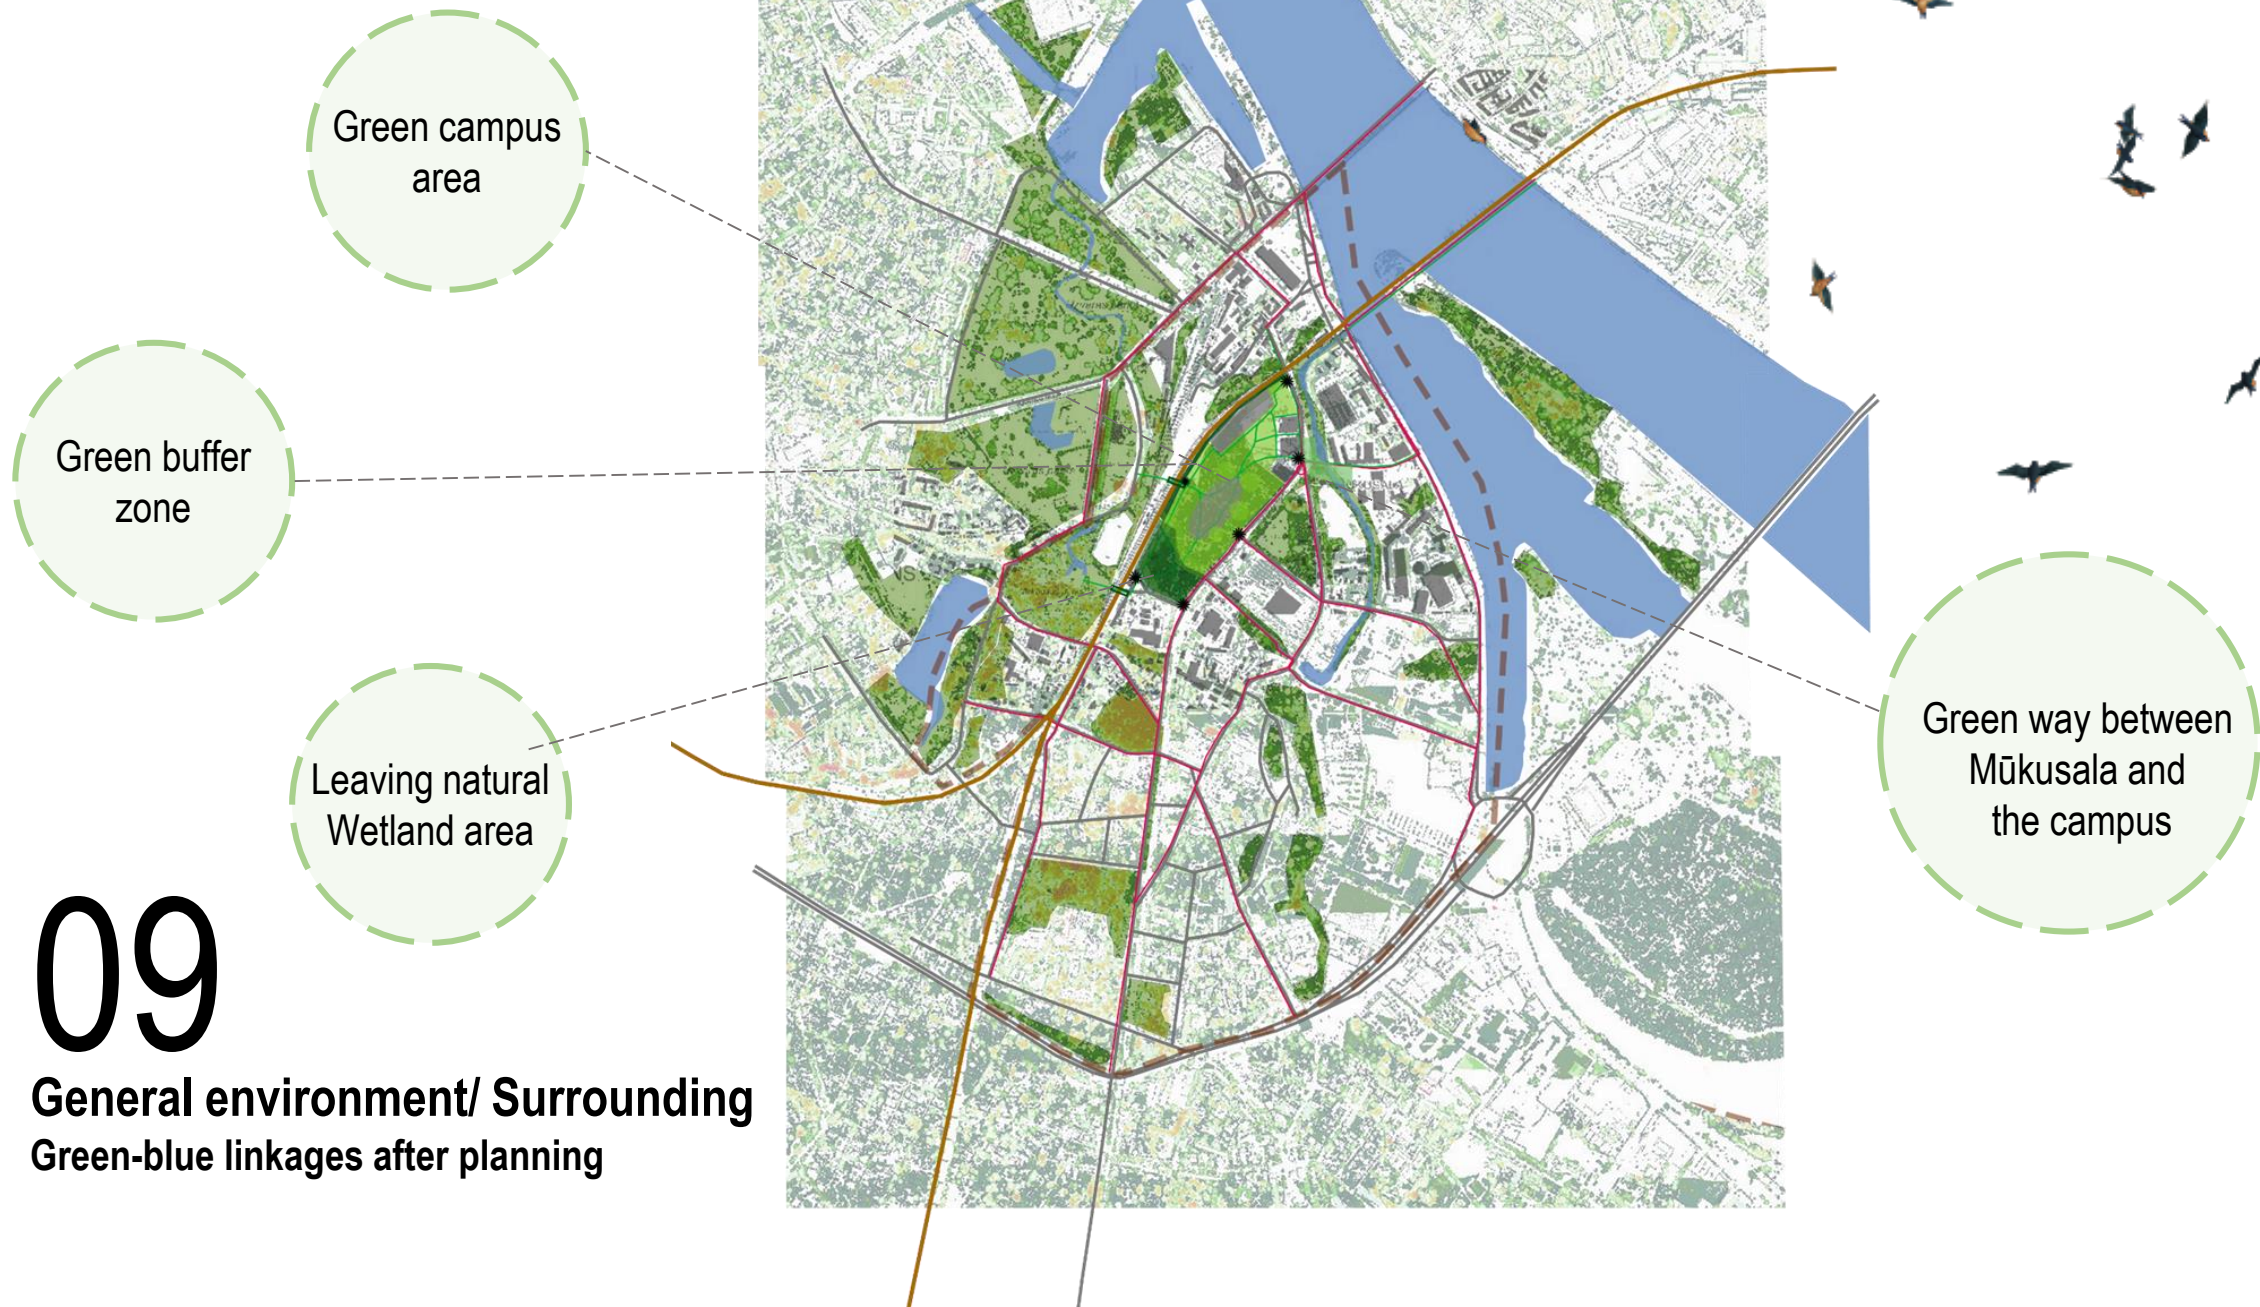 Green campus
area
Green buffer
zone
Leaving natural
Wetland area
Green way between
Mūkusala and
the campus
09
General environment/ Surrounding
Green-blue linkages after planning